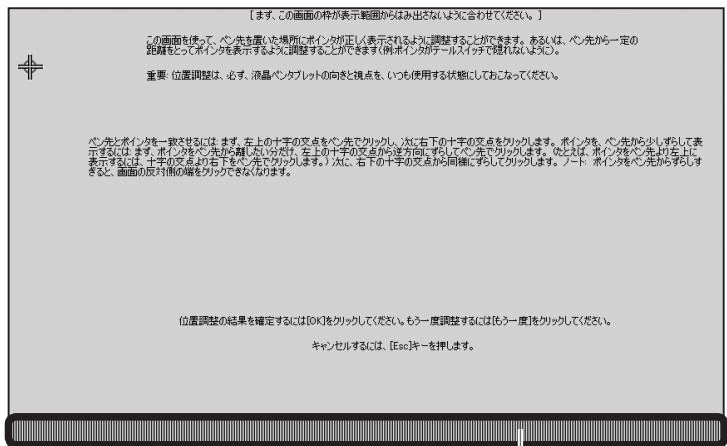 [ まず、この画面の枠が表示範囲からはみ出さないように合わせてください。 ]
この画面を使って、ペン先を置いた場所にポインタが正しく表示されるように調整することができます。あるいは、ペン先から一定の
距離をとってポインタを表示するように調整することができます(例:ポインタがテールスイッチで隠れないように)。
重要: 位置調整は、必ず、液晶ペンタブレットの向きと視点を、いつも使用する状態にしておこなってください。
ペン先とポインタを一致させるには: まず、左上の十字の交点をペン先でクリックし、次に右下の十字の交点をクリックします。 ポインタを、ペン先から少しずらして表
示するには: まず、ポインタをペン先から離したい分だけ、左上の十字の交点から逆方向にずらしてペン先でクリックします。 (たとえば、ポインタをペン先より左上に
表示するには、十字の交点より右下をペン先でクリックします。) 次に、右下の十字の交点から同様にずらしてクリックします。 ノート: ポインタをペン先からずらしす
ぎると、画面の反対側の端をクリックできなくなります。
位置調整の結果を確定するには[OK]をクリックしてください。もう一度調整するには[もう一度]をクリックしてください。
キャンセルするには、[Esc]キーを押します。